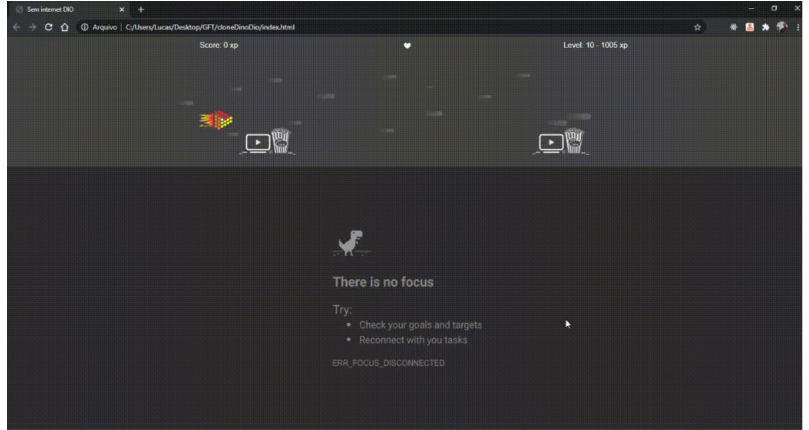 Sem internet DIO
Arquivo | C:/Users/Lucas/Desktop/GFT/cloneDinoDio/index.html
Score: 0 xp
Level: 10 - 1005 xp
There is no focus
Try:
Check your goals and targets
Reconnect with you tasks
ERR_FOCUS_DISCONNECTED